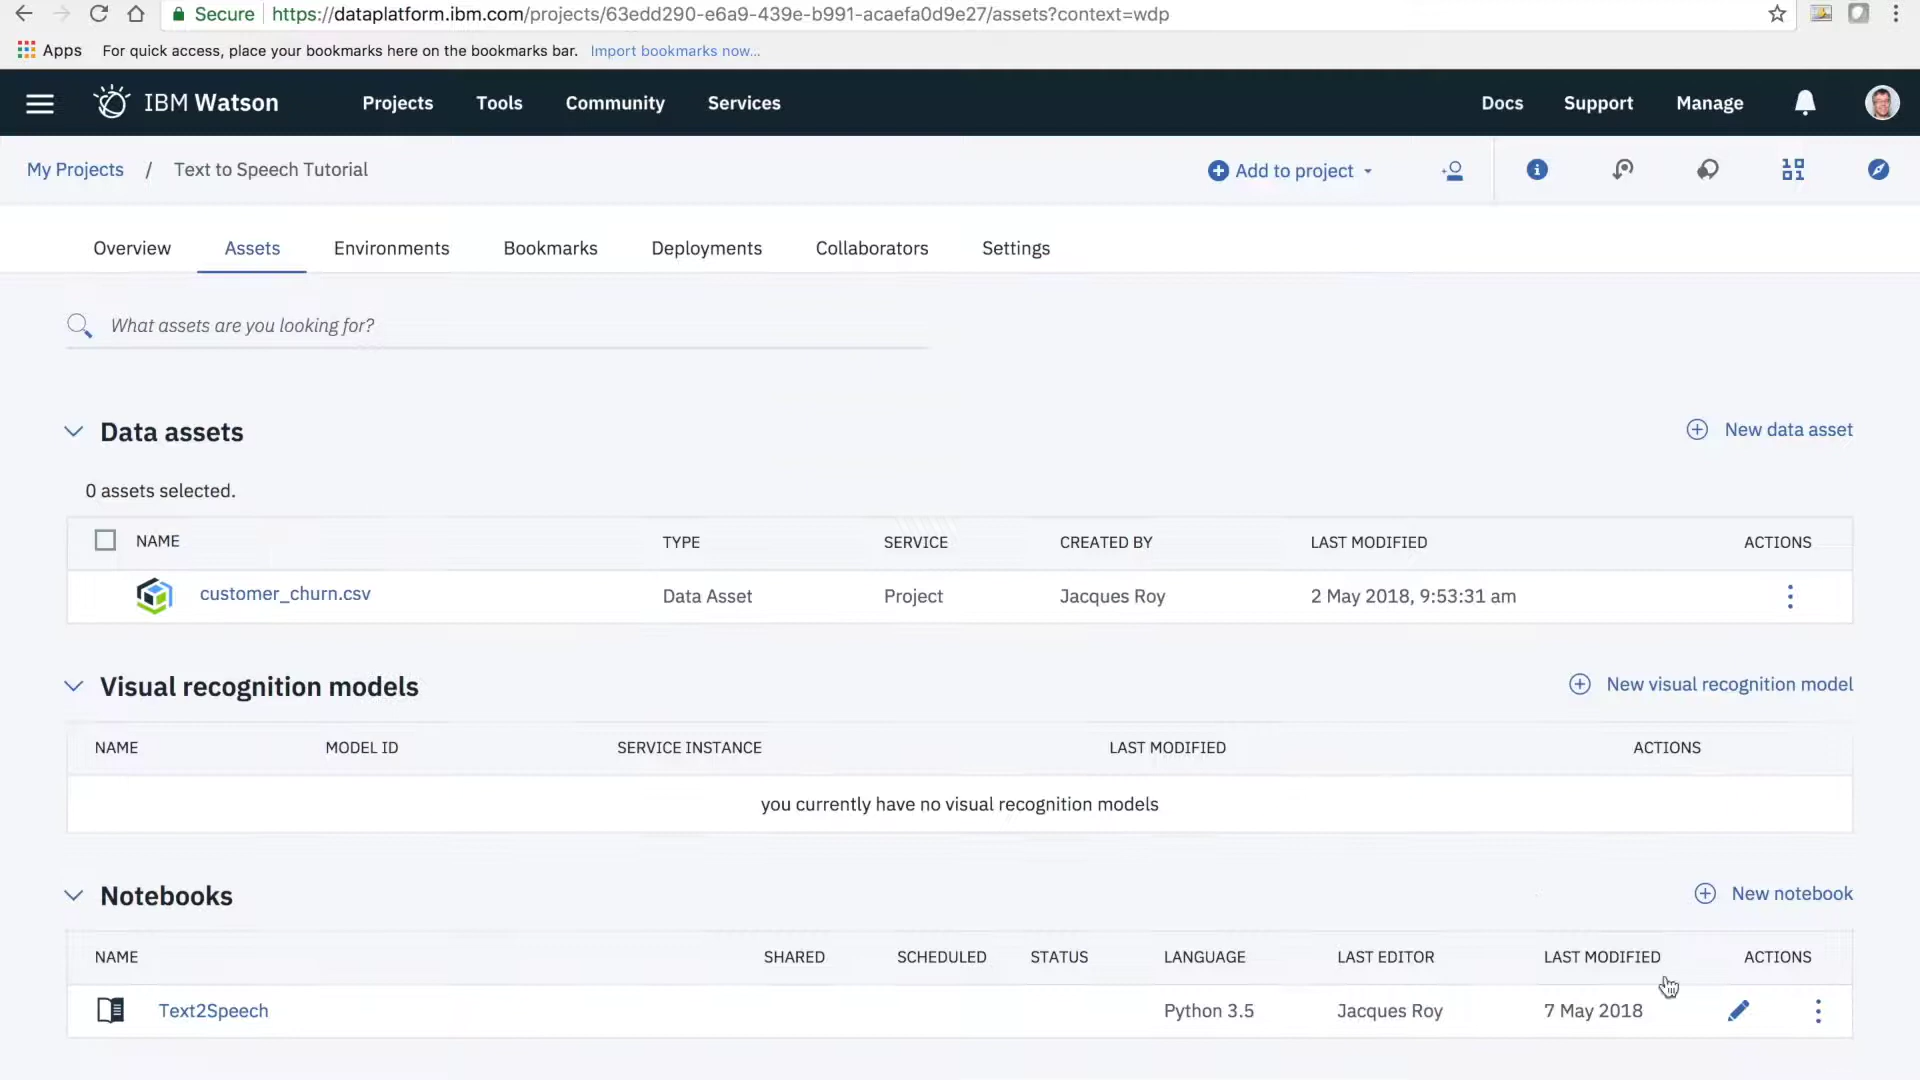 Secure https://dataplatform.ibm.com/projects/63edd290-e6a9-439e-b991-acaefa0d9e27/assets?context=wdp
Apps For quick access, place your bookmarks here on the bookmarks bar. Import bookmarks now...
IBM Watson Projects Tools Community Services Docs Support Manage
My Projects / Text to Speech Tutorial Add to project
Overview Assets Environments Bookmarks Deployments Collaborators Settings
What assets are you looking for?
Data assets New data asset
0 assets selected.
NAME TYPE SERVICE CREATED BY LAST MODIFIED ACTIONS
customer_churn.csv Data Asset Project Jacques Roy 2 May 2018, 9:53:31 am
Visual recognition models New visual recognition model
NAME MODEL ID SERVICE INSTANCE LAST MODIFIED ACTIONS
you currently have no visual recognition models
Notebooks New notebook
NAME SHARED SCHEDULED STATUS LANGUAGE LAST EDITOR LAST MODIFIED ACTIONS
Text2Speech Python 3.5 Jacques Roy 7 May 2018